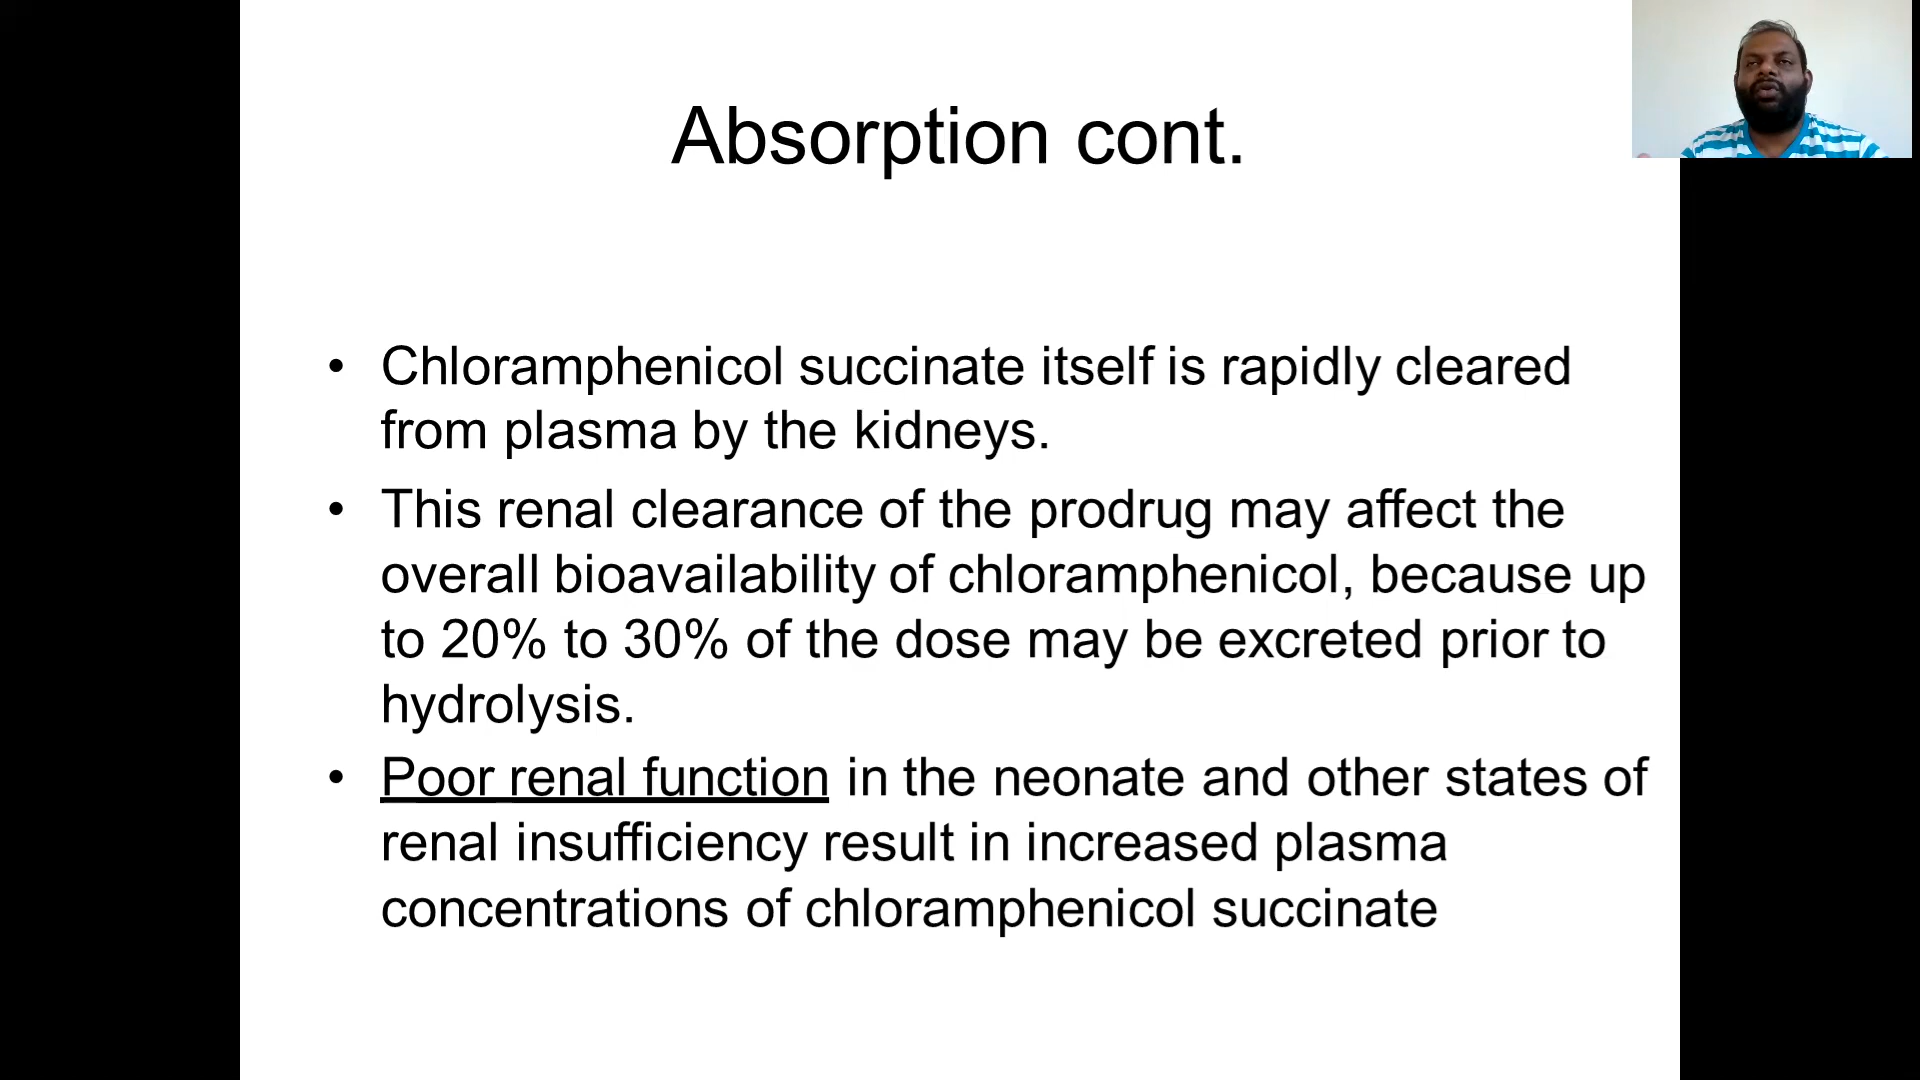 Absorption cont.
• Chloramphenicol succinate itself is rapidly cleared
from plasma by the kidneys.
• This renal clearance of the prodrug may affect the
overall bioavailability of chloramphenicol, because up
to 20% to 30% of the dose may be excreted prior to
hydrolysis.
• Poor renal function in the neonate and other states of
renal insufficiency result in increased plasma
concentrations of chloramphenicol succinate